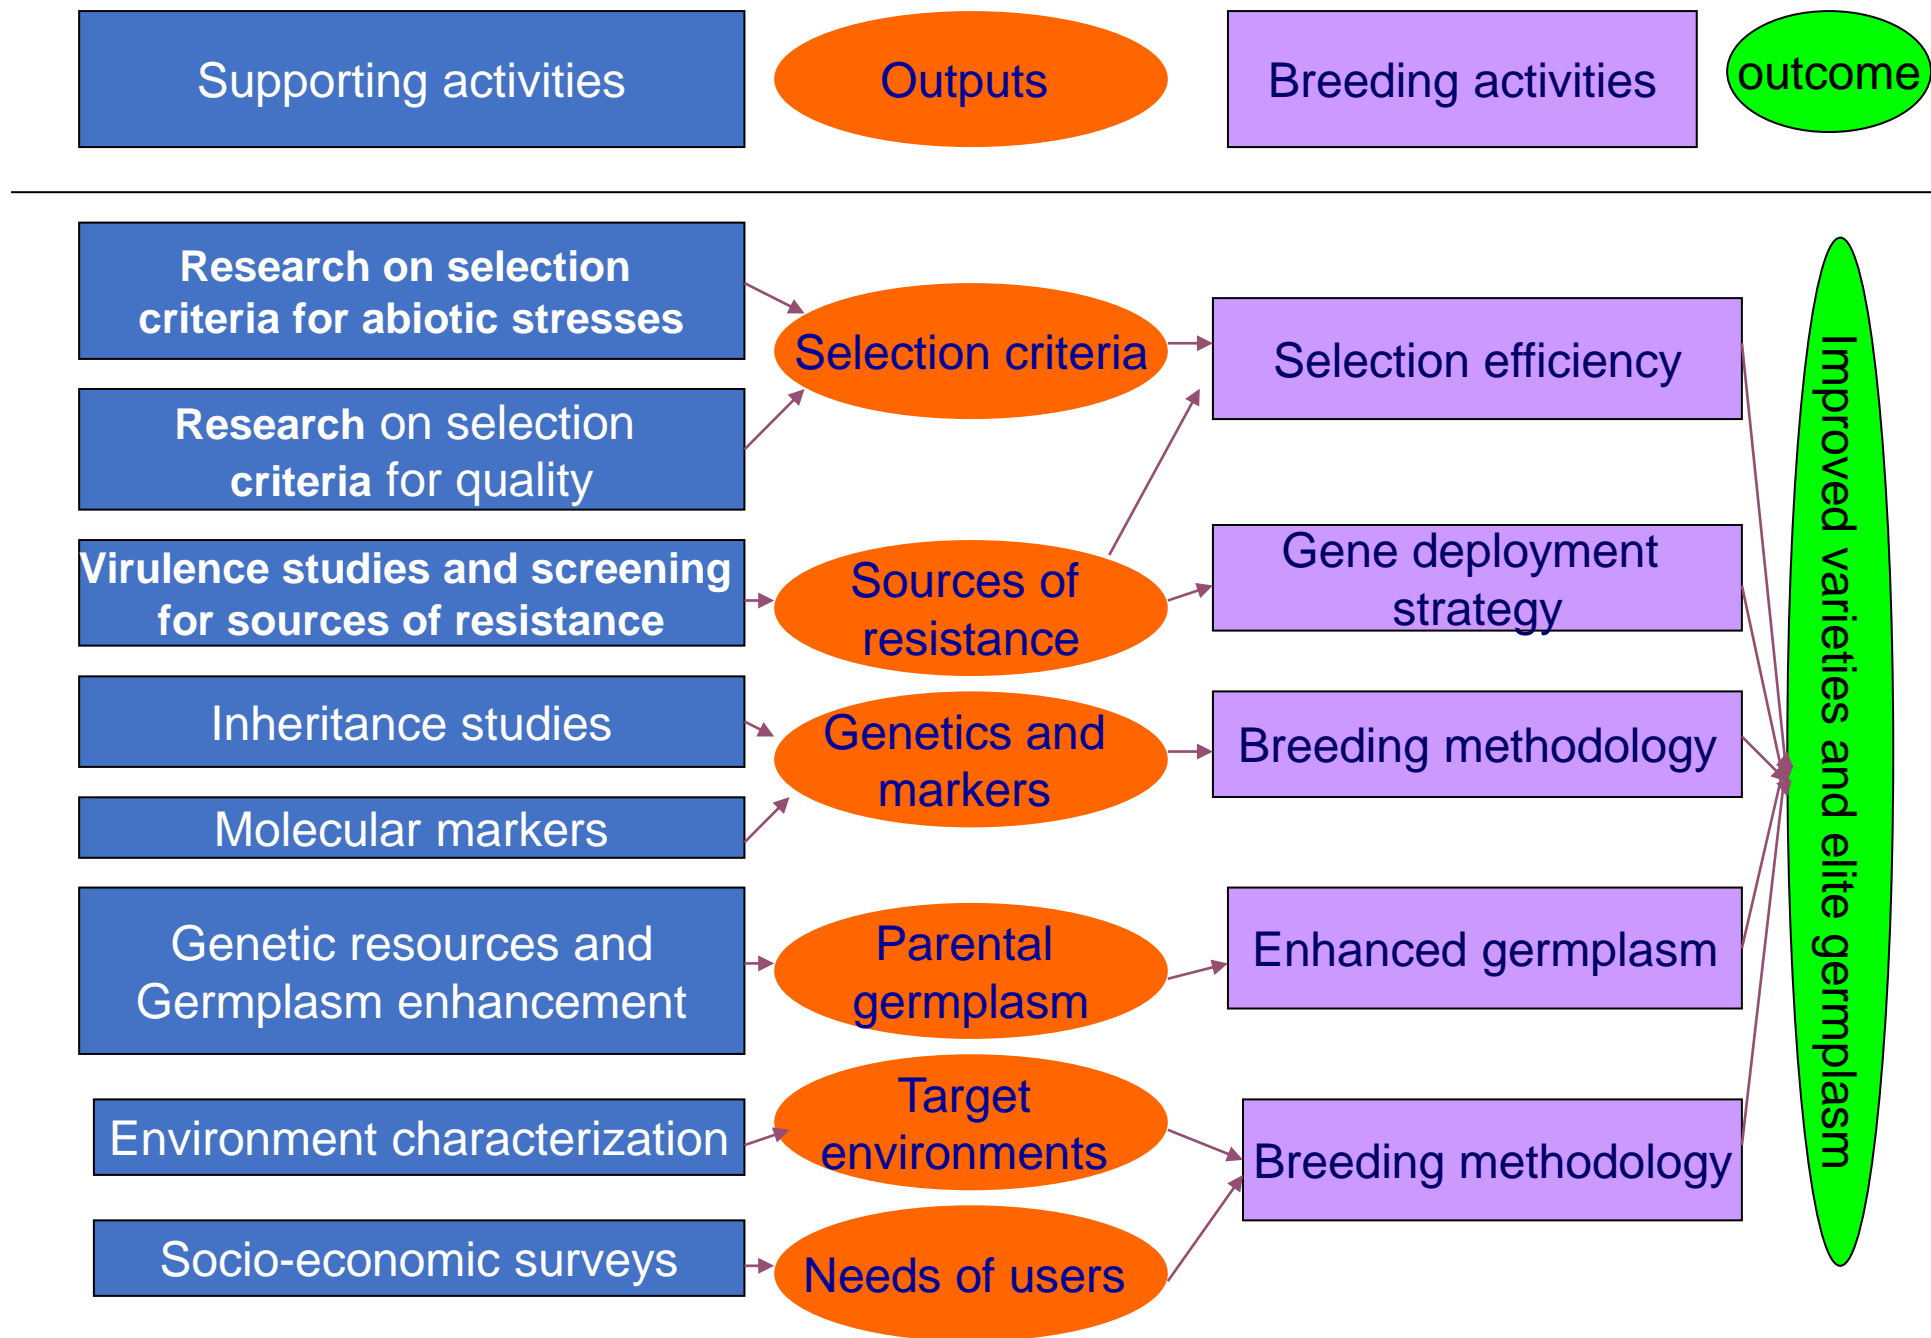 Supporting activities
Outputs
Breeding activities
outcome
Research on selection
criteria for abiotic stresses
Research on selection
criteria for quality
Virulence studies and screening
for sources of resistance
Inheritance studies
Molecular markers
Genetic resources and
Germplasm enhancement
Environment characterization
Socio-economic surveys
Selection criteria
Sources of
resistance
Genetics and
markers
Parental
germplasm
Target
environments
Needs of users
Selection efficiency
Gene deployment
strategy
Breeding methodology
Enhanced germplasm
Breeding methodology
Improved varieties and elite germplasm